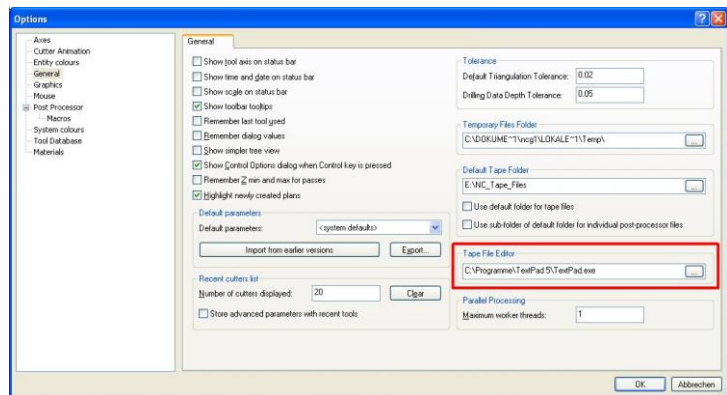 Options
Axes
Cutter Animation
Entity colours
General
Graphics
Mouse
Post Processor
Macros
System colours
Tool Database
Materials
General
Show tool axis on status bar
Show time and date on status bar
Show scale on status bar
Show toolbar tooltips
Remember last tool used
Remember dialog values
Show simpler tree view
Show Control Options dialog when Control key is pressed
Remember Z min and max for passes
Highlight newly created plans
Default parameters
Default parameters: <system defaults>
Import from earlier versions Export...
Recent cutters list
Number of cutters displayed: 20 Clear
Store advanced parameters with recent tools
Tolerance
Default Triangulation Tolerance: 0.02
Drilling Data Depth Tolerance: 0.05
Temporary Files Folder
C:\DOKUME~1\ncg1\LOKALE~1\Temp\ ...
Default Tape Folder
E:\NC_Tape_Files ...
Use default folder for tape files
Use sub-folder of default folder for individual post-processor files
Tape File Editor
C:\Programme\TextPad 5\TextPad.exe ...
Parallel Processing
Maximum worker threads: 1
OK Abbrechen